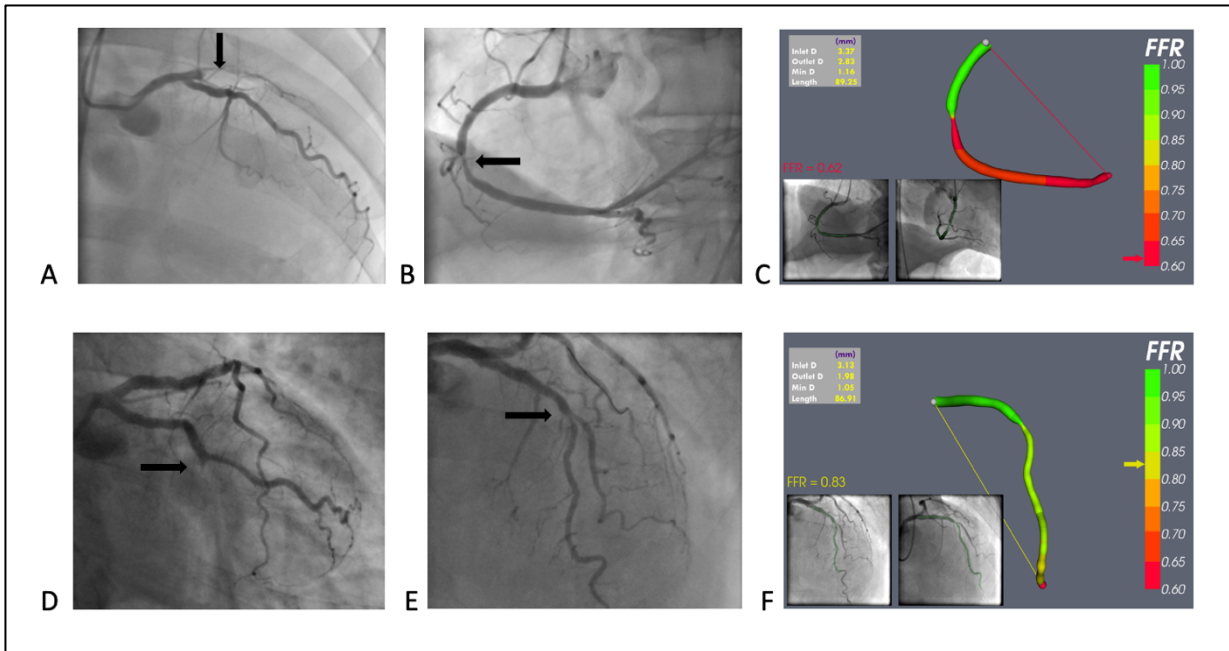 A
B
C
(mm)
Inlet D 3.37
Outlet D 2.83
Min D 1.16
Length 89.25
FFR = 0.62
FFR
1.00
0.95
0.90
0.85
0.80
0.75
0.70
0.65
0.60
D
E
F
(mm)
Inlet D 3.13
Outlet D 1.98
Min D 1.05
Length 86.91
FFR = 0.83
FFR
1.00
0.95
0.90
0.85
0.80
0.75
0.70
0.65
0.60